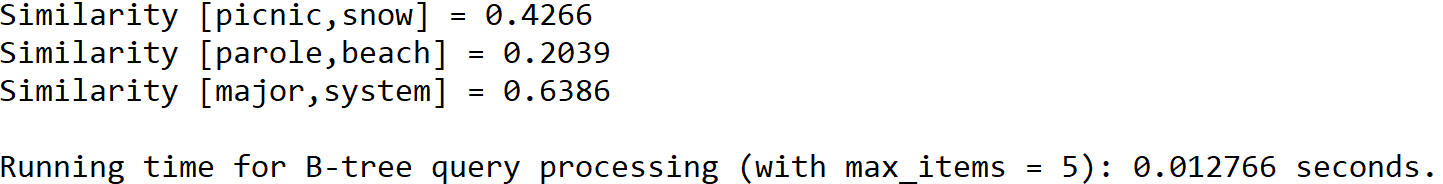 Similarity [picnic,snow] = 0.4266
Similarity [parole,beach] = 0.2039
Similarity [major,system] = 0.6386
Running time for B-tree query processing (with max_items = 5): 0.012766 seconds.